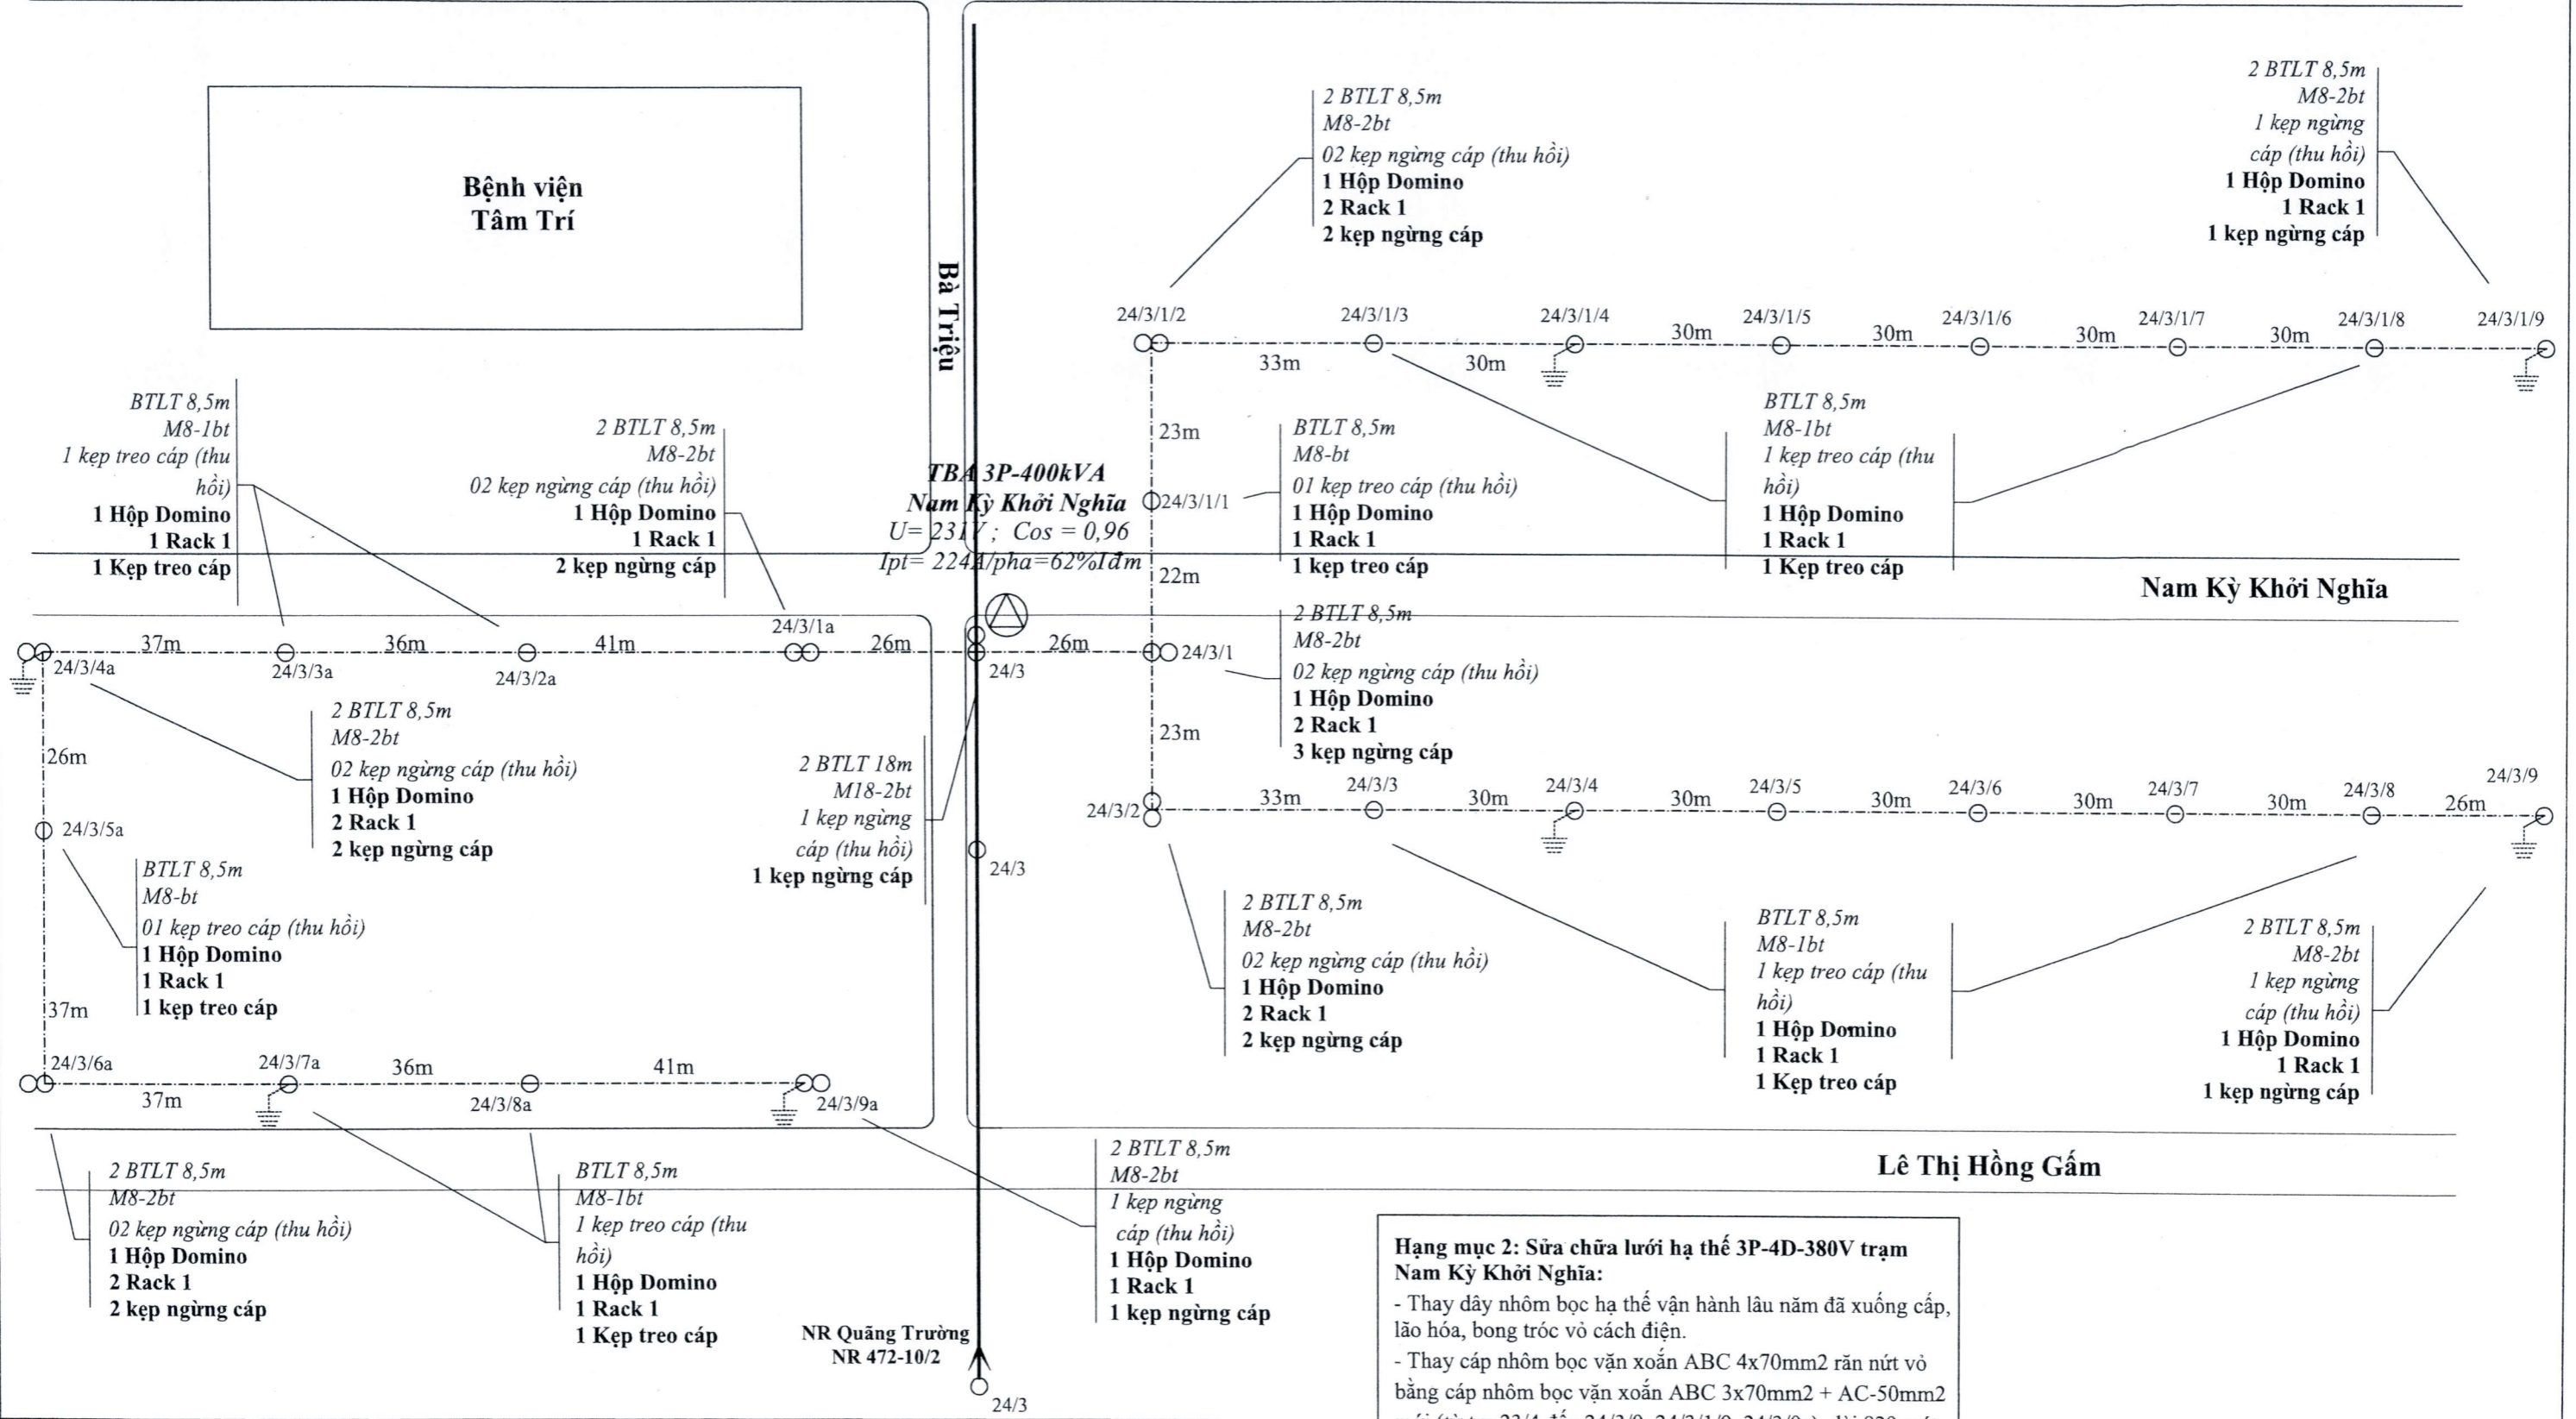 Bệnh viện
Tâm Trí
Bà Triệu
2 BTLT 8,5m
M8-2bt
02 kẹp ngừng cáp (thu hồi)
1 Hộp Domino
2 Rack 1
2 kẹp ngừng cáp
2 BTLT 8,5m
M8-2bt
1 kẹp ngừng
cáp (thu hồi)
1 Hộp Domino
1 Rack 1
1 kẹp ngừng cáp
24/3/1/2
24/3/1/3
24/3/1/4
24/3/1/5
24/3/1/6
24/3/1/7
24/3/1/8
24/3/1/9
33m
30m
30m
30m
30m
30m
BTLT 8,5m
M8-1bt
1 kẹp treo cáp (thu
hồi)
1 Hộp Domino
1 Rack 1
1 Kẹp treo cáp
2 BTLT 8,5m
M8-2bt
02 kẹp ngừng cáp (thu hồi)
1 Hộp Domino
1 Rack 1
2 kẹp ngừng cáp
TBA 3P-400kVA
Nam Kỳ Khởi Nghĩa
U= 231V ; Cos = 0,96
Ipt= 224A/pha=62%Iđm
23m
24/3/1/1
22m
BTLT 8,5m
M8-bt
01 kẹp treo cáp (thu hồi)
1 Hộp Domino
1 Rack 1
1 kẹp treo cáp
BTLT 8,5m
M8-1bt
1 kẹp treo cáp (thu
hồi)
1 Hộp Domino
1 Rack 1
1 Kẹp treo cáp
Nam Kỳ Khởi Nghĩa
37m
36m
41m
24/3/1a
26m
26m
24/3/4a
24/3/3a
24/3/2a
24/3
24/3/1
2 BTLT 8,5m
M8-2bt
02 kẹp ngừng cáp (thu hồi)
1 Hộp Domino
2 Rack 1
3 kẹp ngừng cáp
26m
2 BTLT 8,5m
M8-2bt
02 kẹp ngừng cáp (thu hồi)
1 Hộp Domino
2 Rack 1
2 kẹp ngừng cáp
2 BTLT 18m
M18-2bt
1 kẹp ngừng
cáp (thu hồi)
1 kẹp ngừng cáp
24/3
23m
24/3/2
33m
24/3/3
30m
24/3/4
30m
24/3/5
30m
24/3/6
30m
24/3/7
30m
24/3/8
26m
24/3/9
24/3/5a
BTLT 8,5m
M8-bt
01 kẹp treo cáp (thu hồi)
1 Hộp Domino
1 Rack 1
1 kẹp treo cáp
37m
2 BTLT 8,5m
M8-2bt
02 kẹp ngừng cáp (thu hồi)
1 Hộp Domino
2 Rack 1
2 kẹp ngừng cáp
BTLT 8,5m
M8-1bt
1 kẹp treo cáp (thu
hồi)
1 Hộp Domino
1 Rack 1
1 Kẹp treo cáp
2 BTLT 8,5m
M8-2bt
1 kẹp ngừng
cáp (thu hồi)
1 Hộp Domino
1 Rack 1
1 kẹp ngừng cáp
24/3/6a
24/3/7a
36m
41m
37m
24/3/8a
24/3/9a
Lê Thị Hồng Gấm
2 BTLT 8,5m
M8-2bt
02 kẹp ngừng cáp (thu hồi)
1 Hộp Domino
2 Rack 1
2 kẹp ngừng cáp
BTLT 8,5m
M8-1bt
1 kẹp treo cáp (thu
hồi)
1 Hộp Domino
1 Rack 1
1 Kẹp treo cáp
2 BTLT 8,5m
M8-2bt
1 kẹp ngừng
cáp (thu hồi)
1 Hộp Domino
1 Rack 1
1 kẹp ngừng cáp
NR Quãng Trường
NR 472-10/2
24/3
Hạng mục 2: Sửa chữa lưới hạ thế 3P-4D-380V trạm
Nam Kỳ Khởi Nghĩa:
- Thay dây nhôm bọc hạ thế vận hành lâu năm đã xuống cấp,
lão hóa, bong tróc vỏ cách điện.
- Thay cáp nhôm bọc vặn xoắn ABC 4x70mm2 răn nứt vỏ
bằng cáp nhôm bọc vặn xoắn ABC 3x70mm2 + AC-50mm2